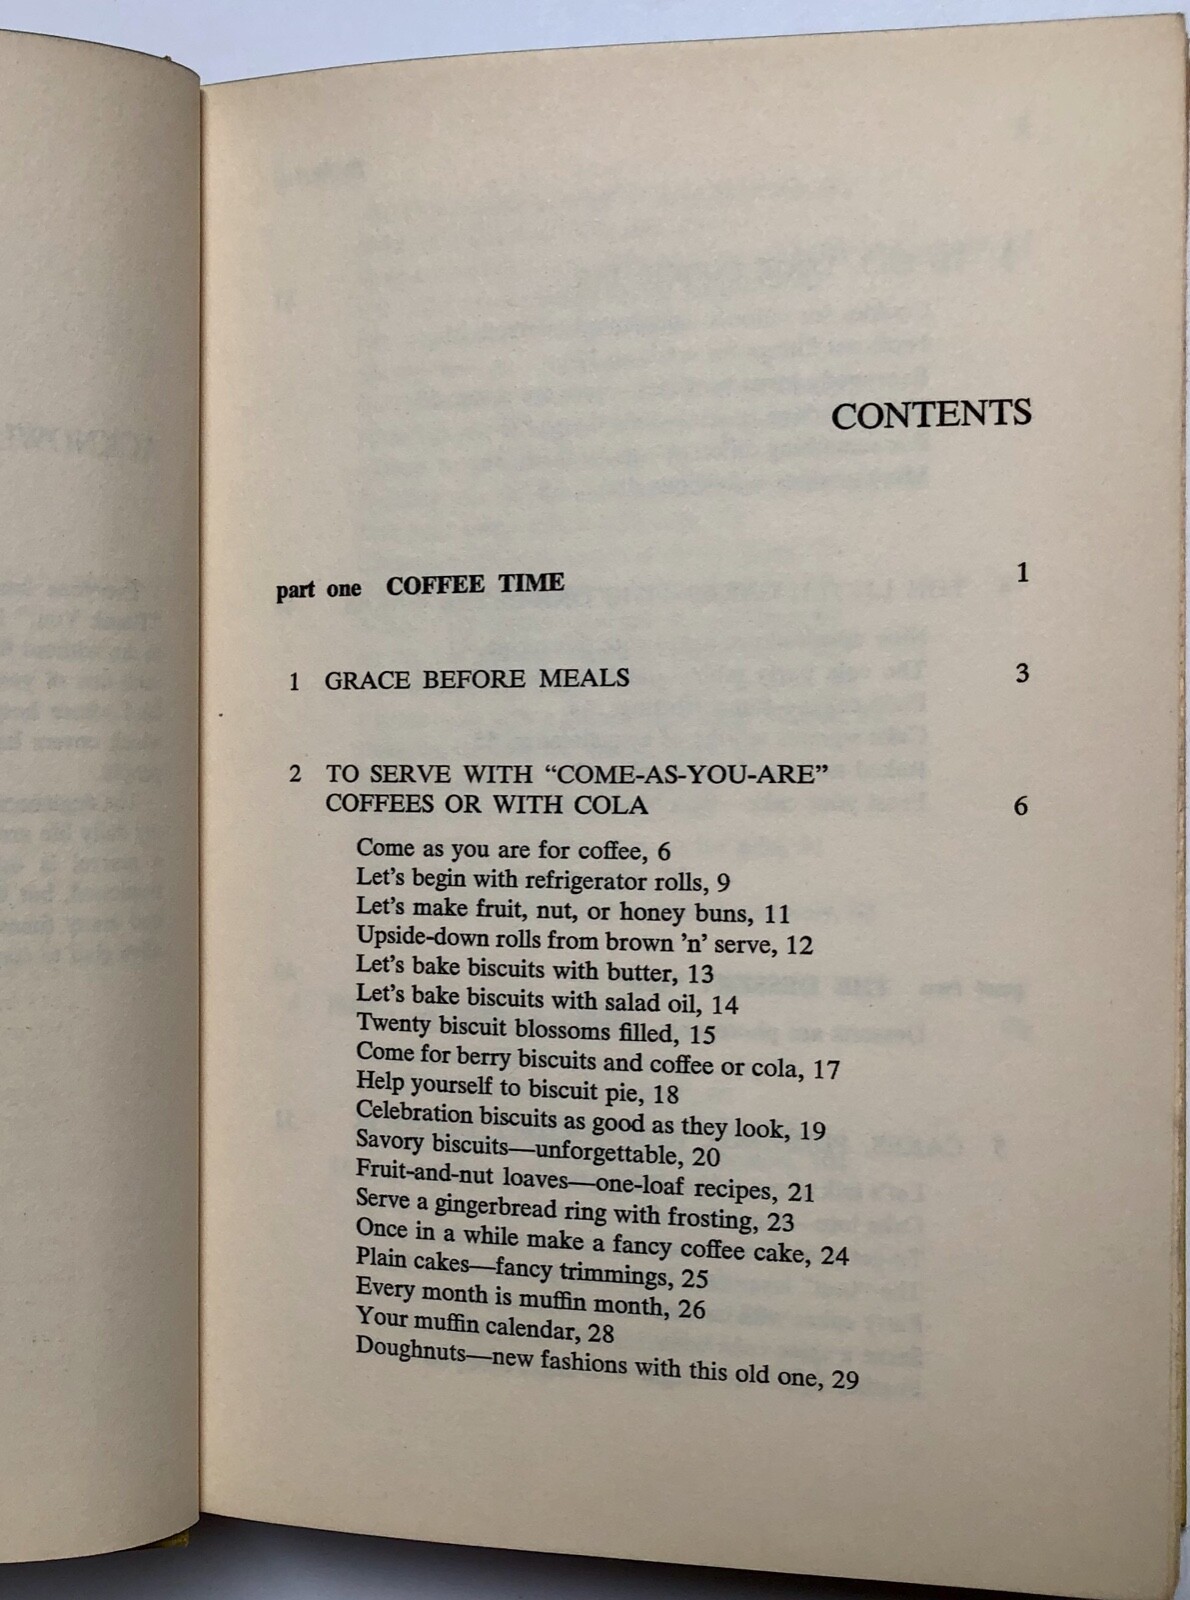 CONTENTS
part one COFFEE TIME 1
1 GRACE BEFORE MEALS 3
2 TO SERVE WITH “COME-AS-YOU-ARE”
COFFEES OR WITH COLA 6
Come as you are for coffee, 6
Let's begin with refrigerator rolls, 9
Let's make fruit, nut, or honey buns, 11
Upside-down rolls from brown ’n’ serve, 12
Let's bake biscuits with butter, 13
Let's bake biscuits with salad oil, 14
Twenty biscuit blossoms filled, 15
Come for berry biscuits and coffee or cola, 17
Help yourself to biscuit pie, 18
Celebration biscuits as good as they look, 19
Savory biscuits—unforgettable, 20
Fruit-and-nut loaves—one-loaf recipes, 21
Serve a gingerbread ring with frosting, 23
Once in a while make a fancy coffee cake, 24
Plain cakes—fancy trimmings, 25
Every month is muffin month, 26
Your muffin calendar, 28
Doughnuts—new fashions with this old one, 29